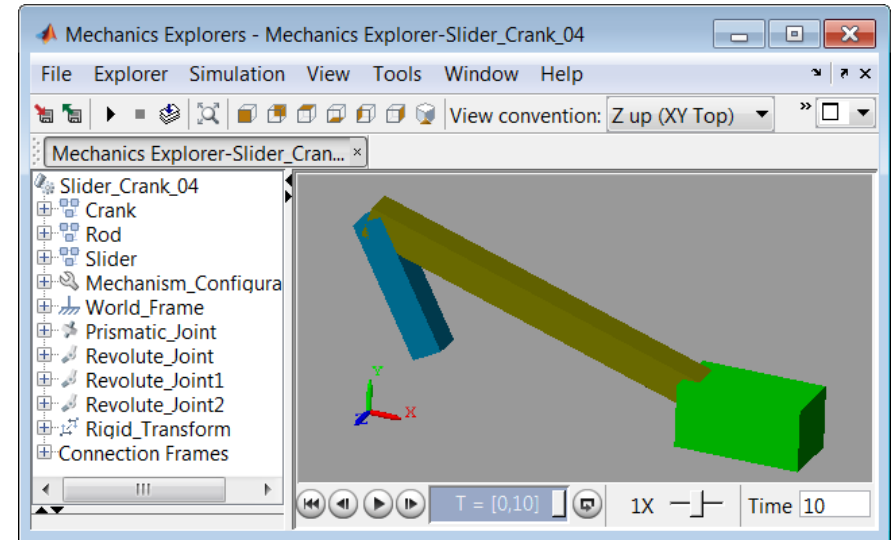 Mechanics Explorers - Mechanics Explorer-Slider_Crank_04
File Explorer Simulation View Tools Window Help
View convention: Z up (XY Top) »
Mechanics Explorer-Slider_Cran... ×
Slider_Crank_04
Crank
Rod
Slider
Mechanism_Configura
World_Frame
Prismatic_Joint
Revolute_Joint
Revolute_Joint1
Revolute_Joint2
Rigid_Transform
Connection Frames
Y
X
Z
T = [0,10] 1X Time 10